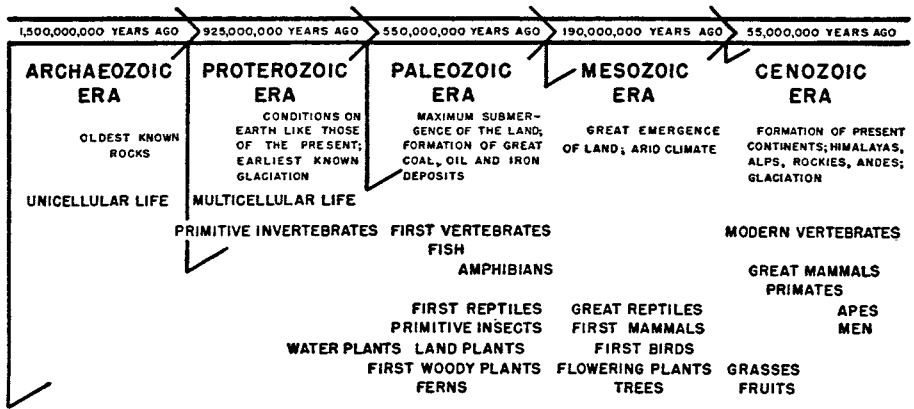 1,500,000,000 YEARS AGO 925,000,000 YEARS AGO 550,000,000 YEARS AGO 190,000,000 YEARS AGO 55,000,000 YEARS AGO
ARCHAEOZOIC
ERA
OLDEST KNOWN
ROCKS
PROTEROZOIC
ERA
CONDITIONS ON
EARTH LIKE THOSE
OF THE PRESENT;
EARLIEST KNOWN
GLACIATION
PALEOZOIC
ERA
MAXIMUM SUBMER-
GENCE OF THE LAND;
FORMATION OF GREAT
COAL, OIL AND IRON
DEPOSITS
MESOZOIC
ERA
GREAT EMERGENCE
OF LAND; ARID CLIMATE
CENOZOIC
ERA
FORMATION OF PRESENT
CONTINENTS; HIMALAYAS,
ALPS, ROCKIES, ANDES;
GLACIATION
UNICELLULAR LIFE MULTICELLULAR LIFE
PRIMITIVE INVERTEBRATES FIRST VERTEBRATES MODERN VERTEBRATES
FISH
AMPHIBIANS GREAT MAMMALS
PRIMATES
FIRST REPTILES GREAT REPTILES APES
PRIMITIVE INSECTS FIRST MAMMALS MEN
WATER PLANTS LAND PLANTS FIRST BIRDS
FIRST WOODY PLANTS FLOWERING PLANTS GRASSES
FERNS TREES FRUITS